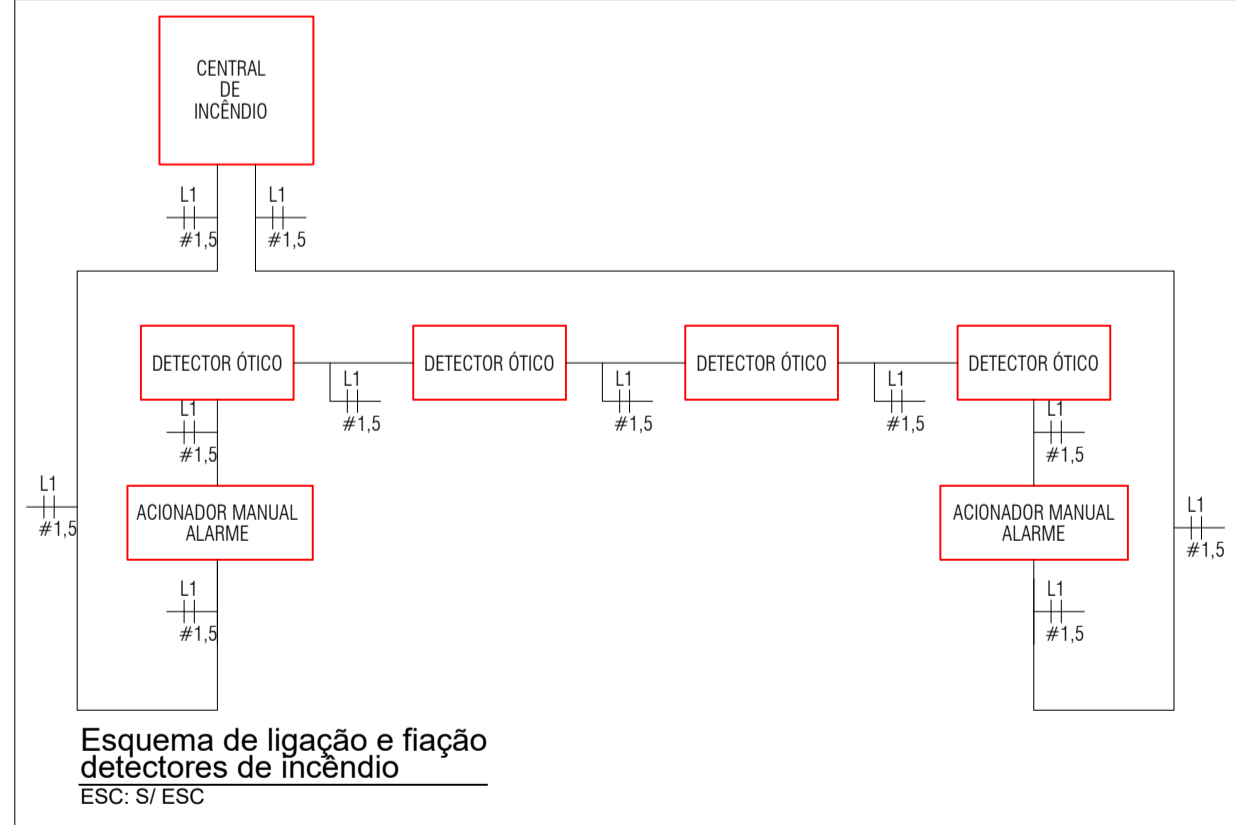 CENTRAL
DE
INCÊNDIO
L1
#1,5
L1
#1,5
DETECTOR ÓTICO
DETECTOR ÓTICO
DETECTOR ÓTICO
DETECTOR ÓTICO
L1
#1,5
L1
#1,5
L1
#1,5
L1
#1,5
L1
#1,5
L1
#1,5
ACIONADOR MANUAL
ALARME
ACIONADOR MANUAL
ALARME
L1
#1,5
L1
#1,5
L1
#1,5
Esquema de ligação e fiação
detectores de incêndio
ESC: S/ ESC